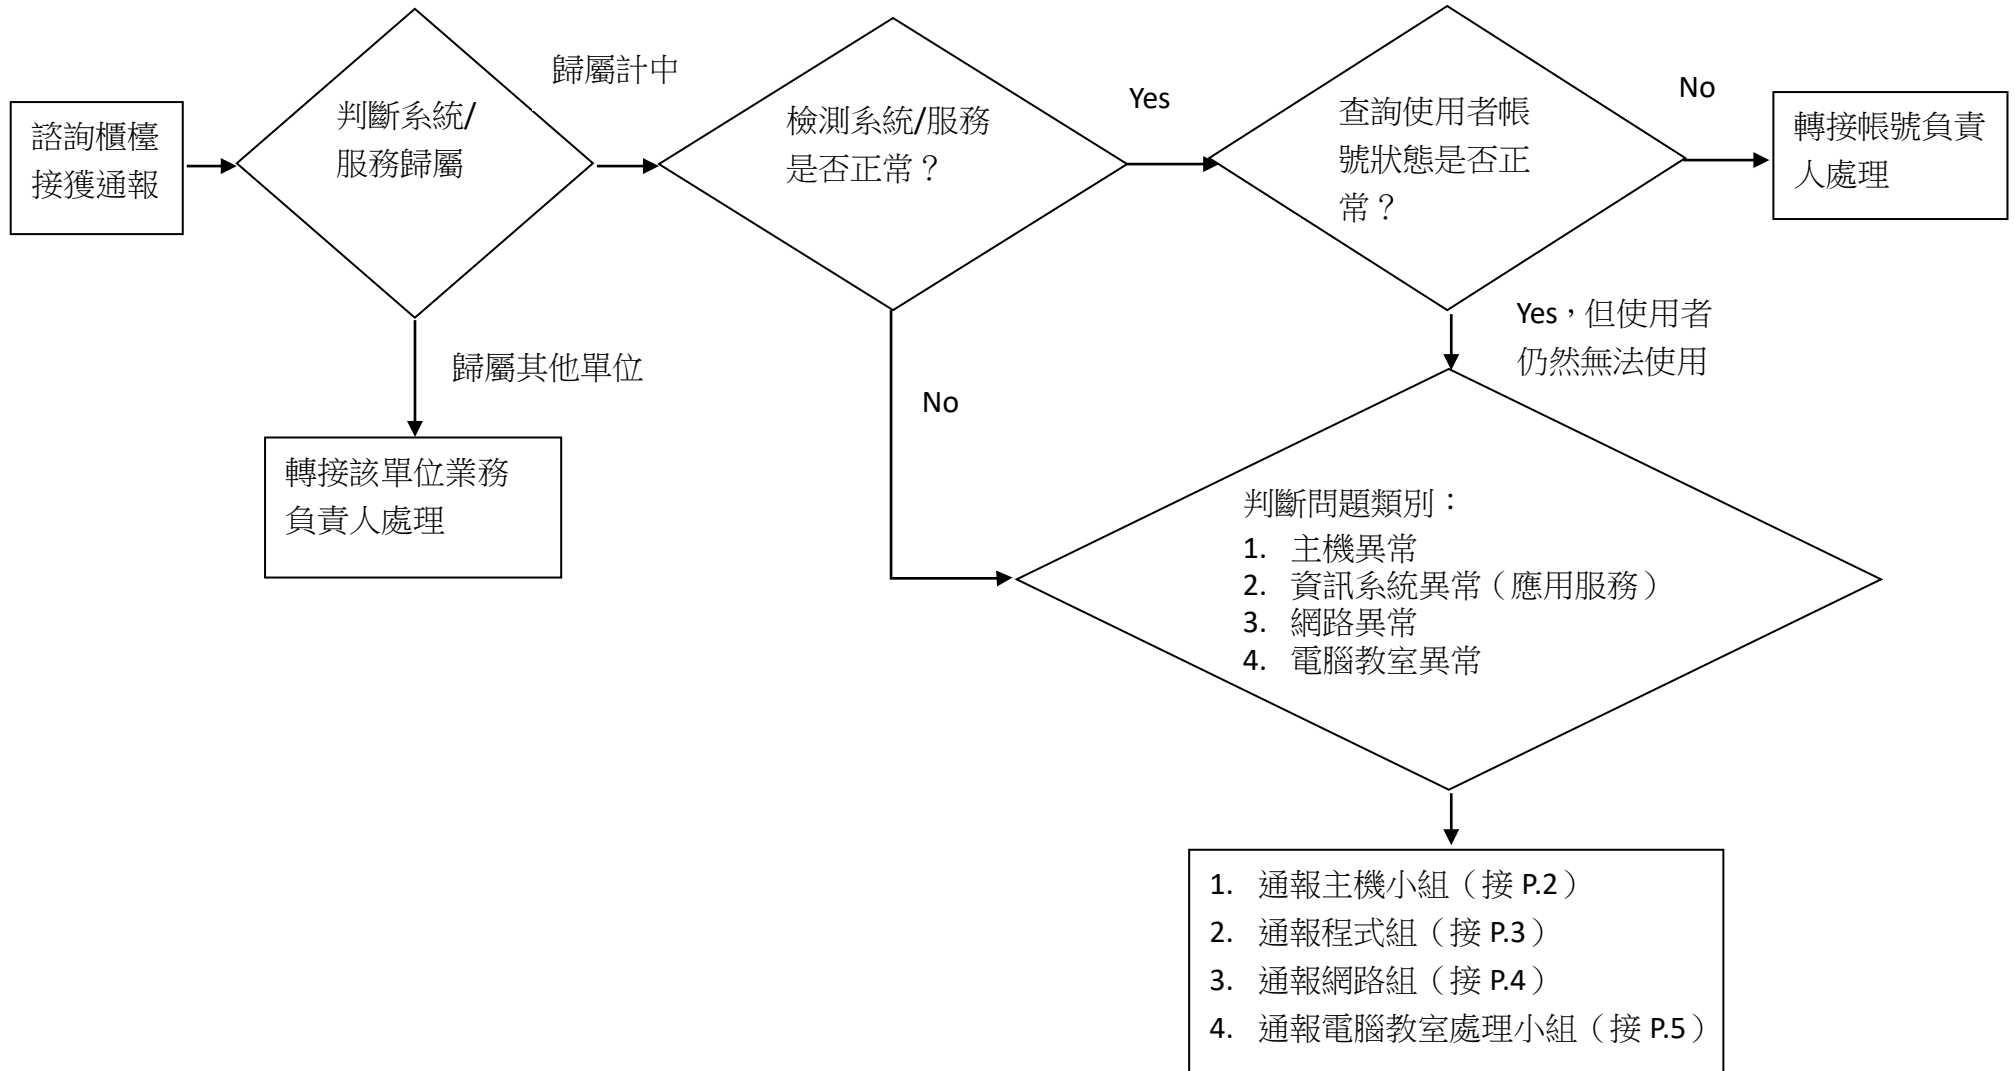 諮詢櫃檯
接獲通報
判斷系統/
服務歸屬
歸屬計中
檢測系統/服務
是否正常？
Yes
查詢使用者帳
號狀態是否正
常？
No
轉接帳號負責
人處理
歸屬其他單位
轉接該單位業務
負責人處理
No
Yes，但使用者
仍然無法使用
判斷問題類別：
1. 主機異常
2. 資訊系統異常（應用服務）
3. 網路異常
4. 電腦教室異常
1. 通報主機小組（接 P.2）
2. 通報程式組（接 P.3）
3. 通報網路組（接 P.4）
4. 通報電腦教室處理小組（接 P.5）